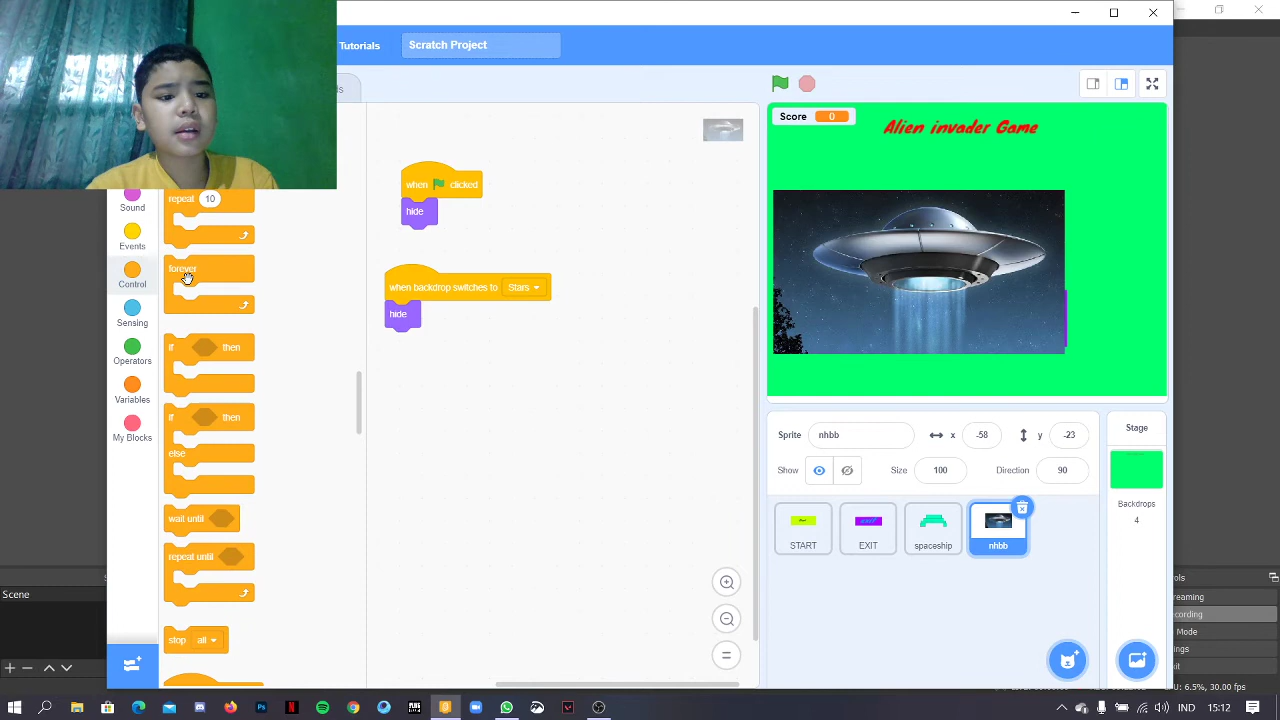 Tutorials
Scratch Project
Sound
Events
Control
Sensing
Operators
Variables
My Blocks
repeat 10
forever
if then
if then
else
wait until
repeat until
stop all
when clicked
hide
when backdrop switches to Stars
hide
Score 0
Alien invader Game
Sprite nhbb x -58 y -23
Show Size 100 Direction 90
START EXIT spaceship nhbb
Stage
Backdrops
4
Scene
15:12
IND